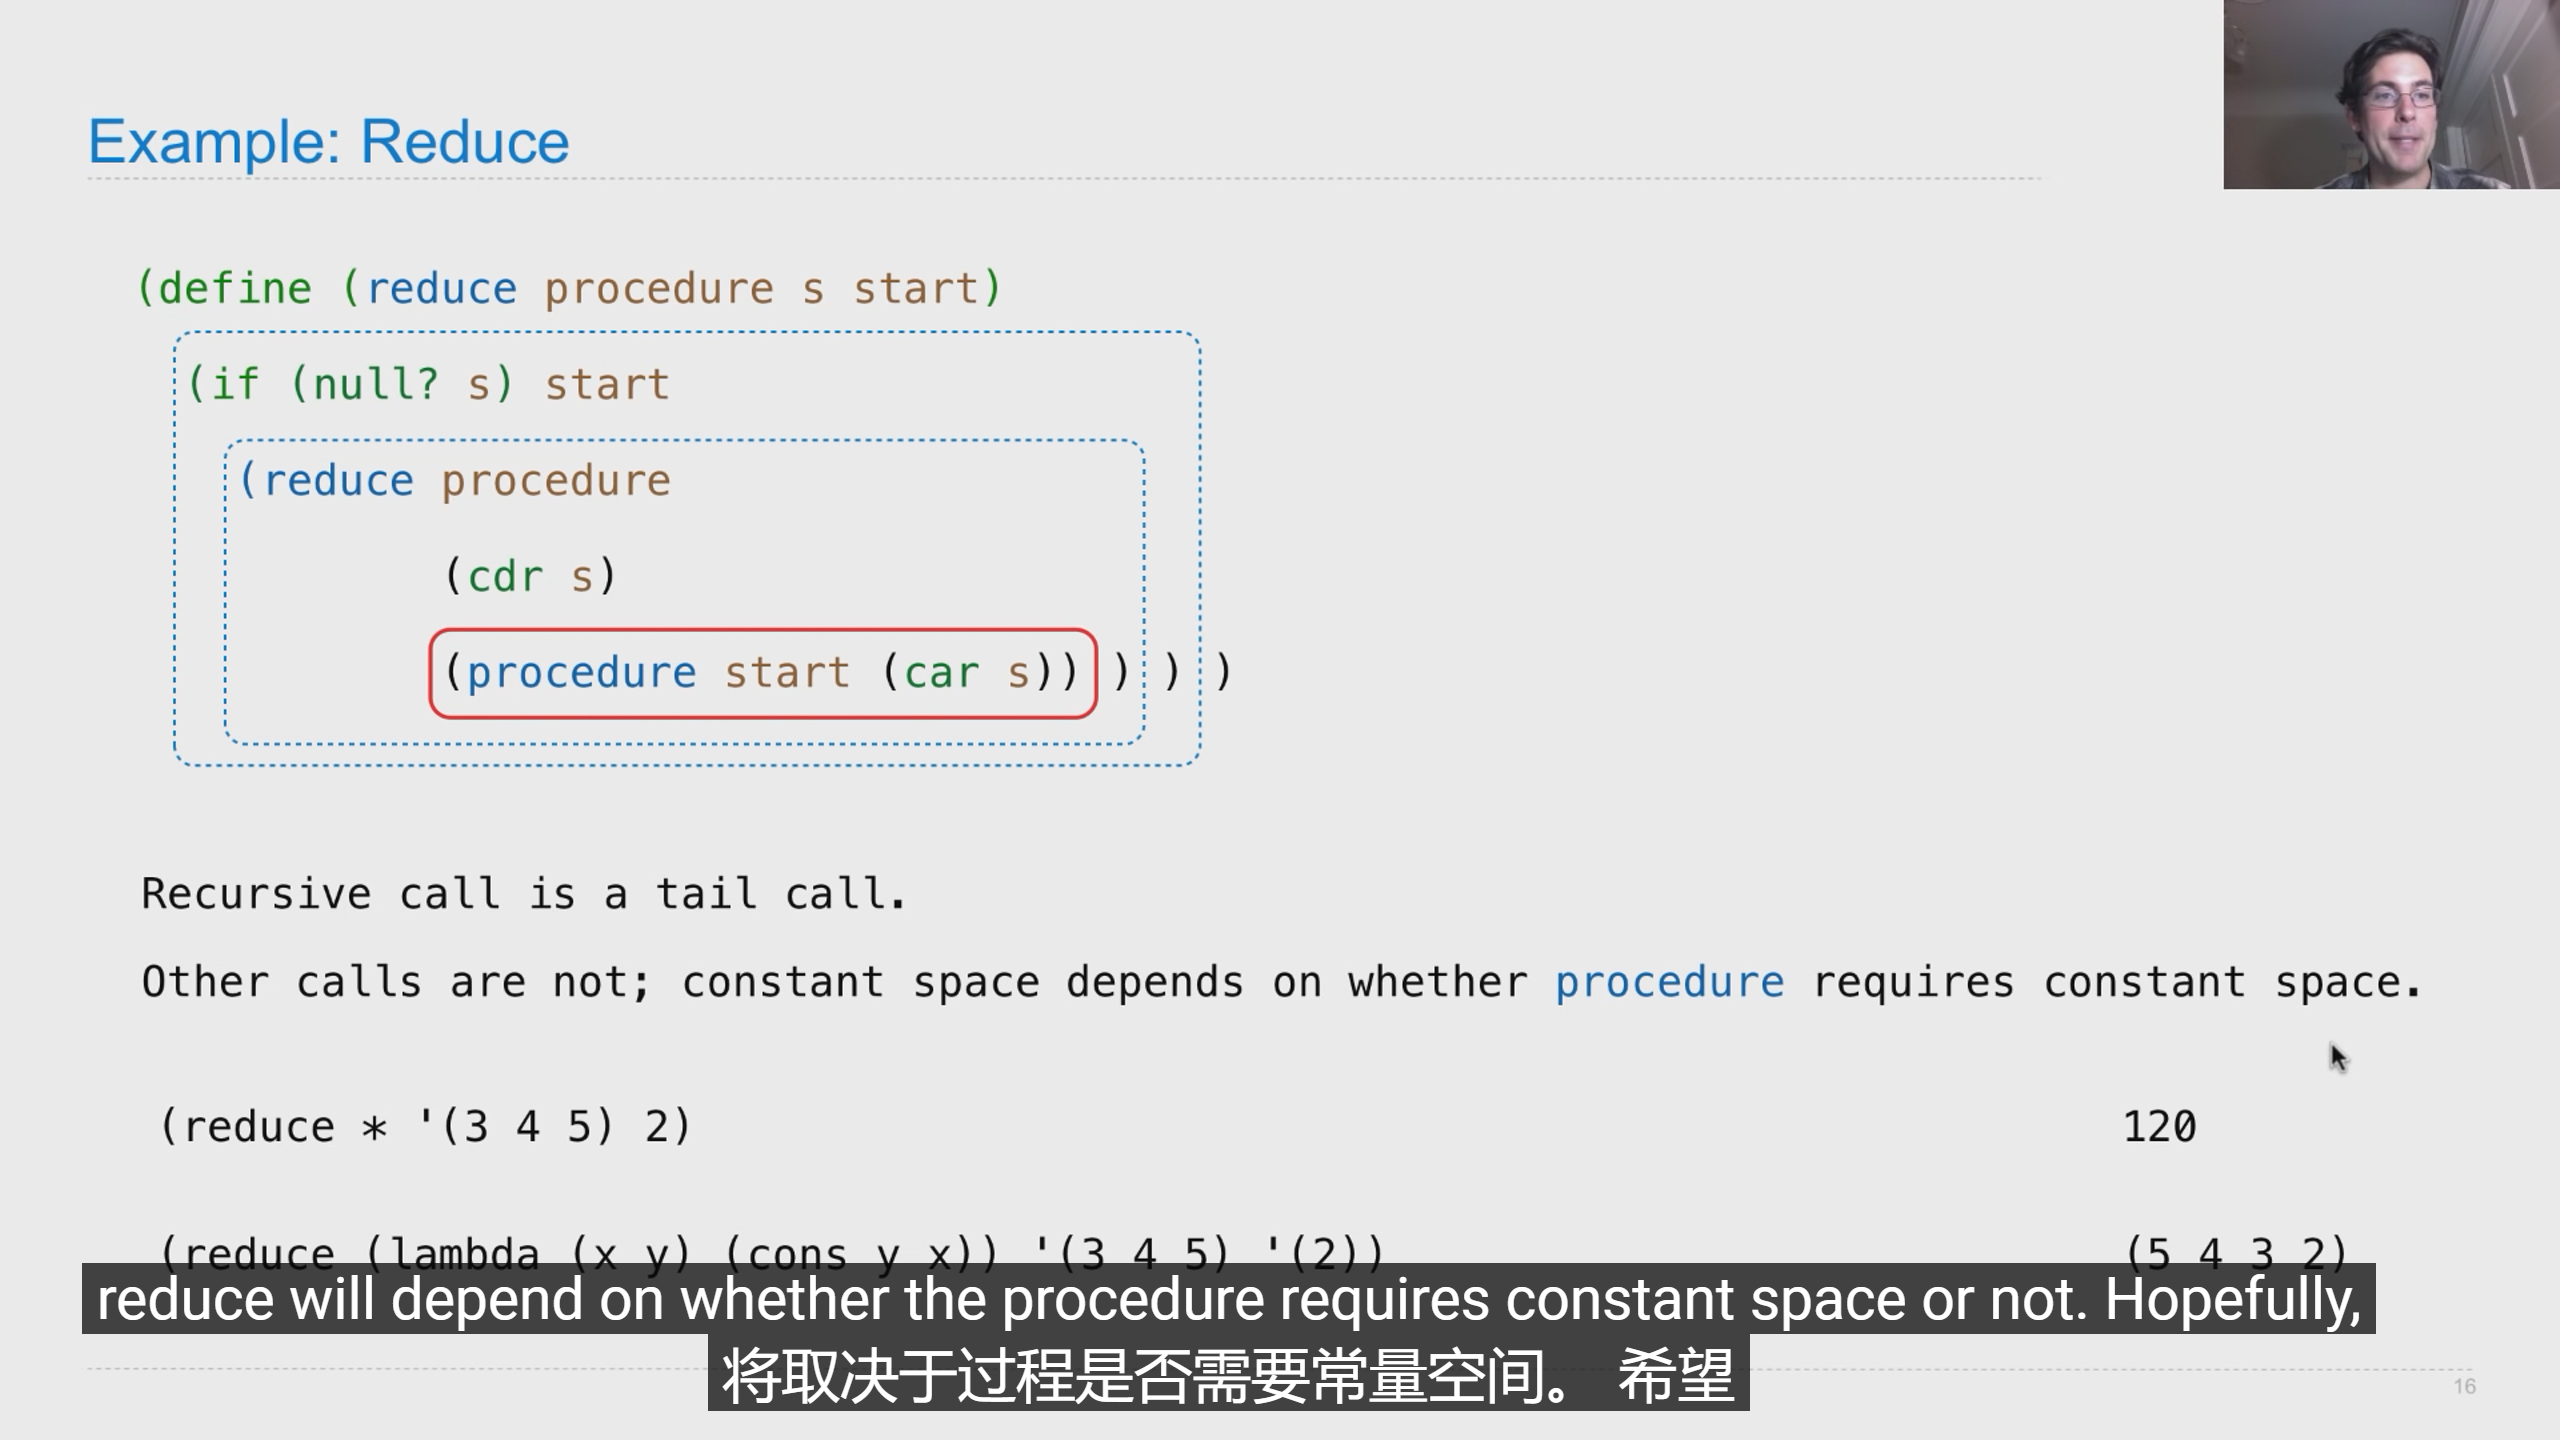 Example: Reduce
(define (reduce procedure s start)
(if (null? s) start
(reduce procedure
(cdr s)
(procedure start (car s)) ) ) )
Recursive call is a tail call.
Other calls are not; constant space depends on whether procedure requires constant space.
(reduce * '(3 4 5) 2) 120
(reduce (lambda (x y) (cons y x)) '(3 4 5) '(2)) (5 4 3 2)
reduce will depend on whether the procedure requires constant space or not. Hopefully,
将取决于过程是否需要常量空间。 希望
16